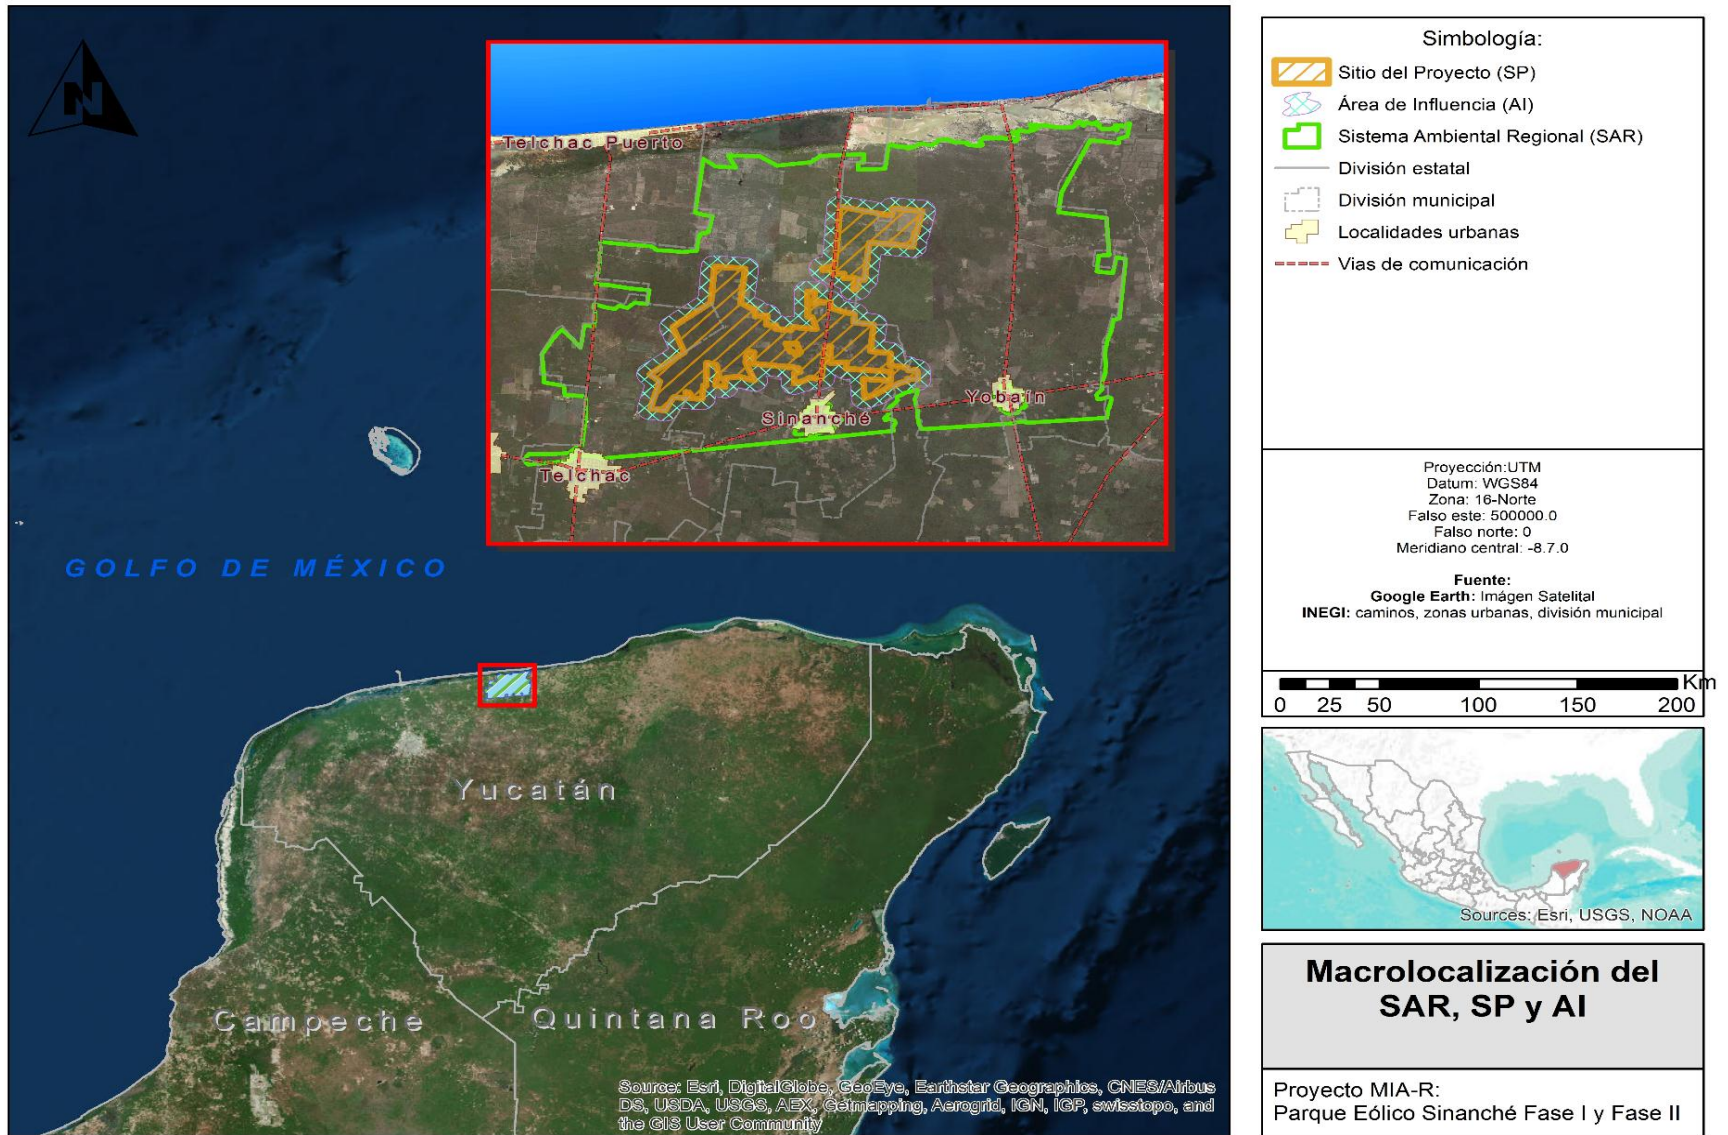 N
Telchac Puerto
Sinanché
Yobaín
Telchac
GOLFO DE MÉXICO
Yucatán
Campeche
Quintana Roo
Source: Esri, DigitalGlobe, GeoEye, Earthstar Geographics, CNES/Airbus
DS, USDA, USGS, AEX, Getmapping, Aerogrid, IGN, IGP, swisstopo, and
the GIS User Community
Simbología:
Sitio del Proyecto (SP)
Área de Influencia (AI)
Sistema Ambiental Regional (SAR)
División estatal
División municipal
Localidades urbanas
Vias de comunicación
Proyección:UTM
Datum: WGS84
Zona: 16-Norte
Falso este: 500000.0
Falso norte: 0
Meridiano central: -8.7.0
Fuente:
Google Earth: Imágen Satelital
INEGI: caminos, zonas urbanas, división municipal
Km
0 25 50 100 150 200
Sources: Esri, USGS, NOAA
Macrolocalización del
SAR, SP y AI
Proyecto MIA-R:
Parque Eólico Sinanché Fase I y Fase II